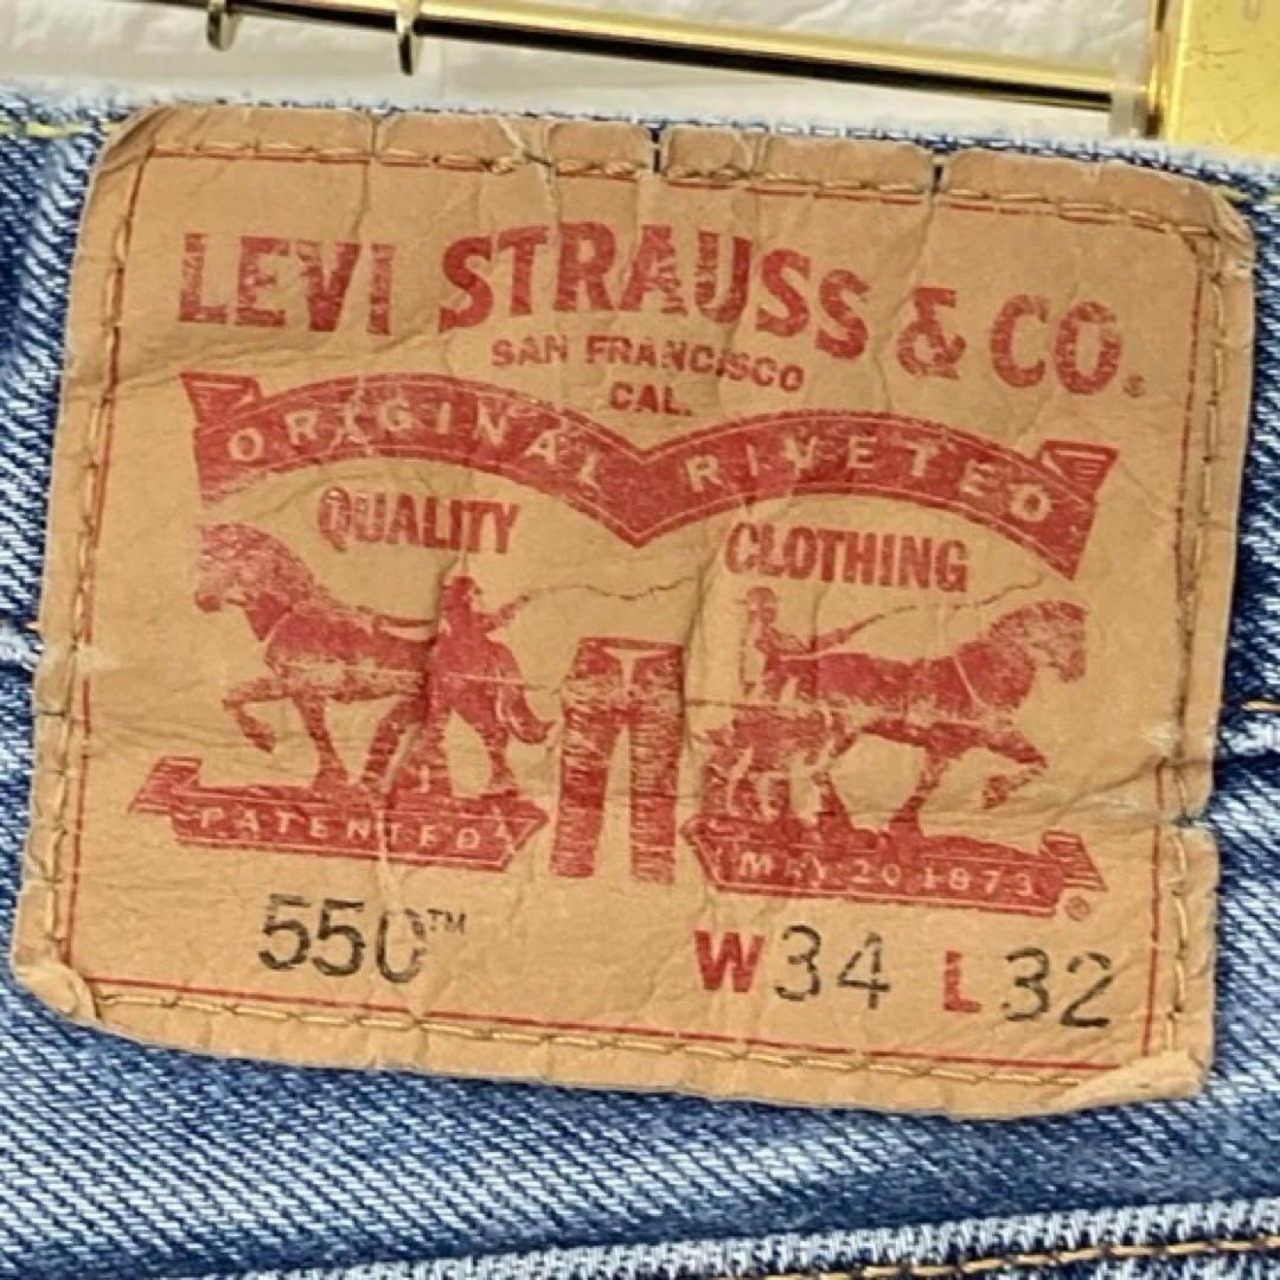 LEVI STRAUSS & CO.
SAN FRANCISCO
CAL.
ORIGINAL RIVETED
QUALITY CLOTHING
PATENTED MAY 20 1873 ®
550™ W34 L32